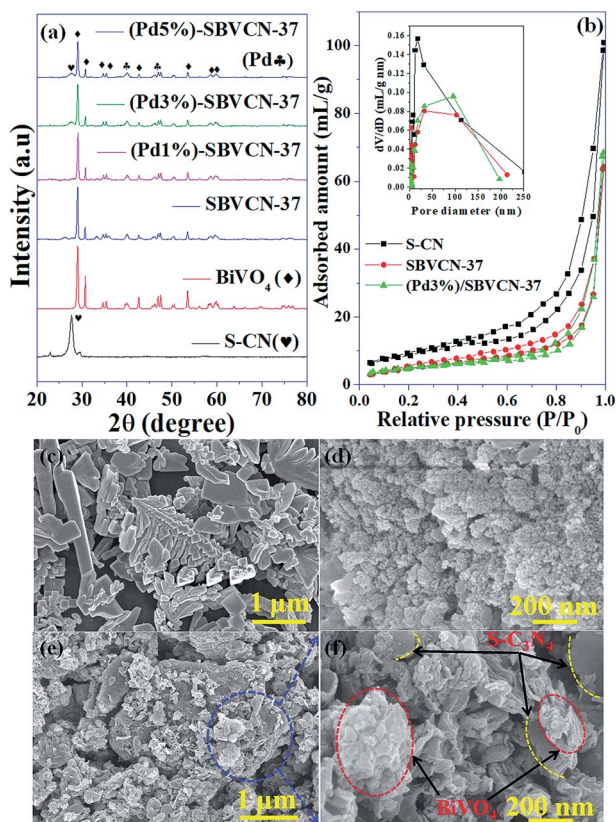 (a)
(Pd5%)-SBVCN-37
(Pd♣)
(Pd3%)-SBVCN-37
(Pd1%)-SBVCN-37
SBVCN-37
BiVO4 (♦)
S-CN(♥)
Intensity (a.u)
20 30 40 50 60 70 80
2θ (degree)
(b)
Adsorbed amount (mL/g)
100
80
60
40
20
0
0.0 0.2 0.4 0.6 0.8 1.0
Relative pressure (P/P0)
dV/dD (mL/g nm)
0.16
0.14
0.12
0.10
0.08
0.06
0.04
0.02
0.00
0 50 100 150 200 250
Pore diameter (nm)
S-CN
SBVCN-37
(Pd3%)/SBVCN-37
(c)
1 μm
(d)
200 nm
(e)
1 μm
(f)
S-C3N4
BiVO4
200 nm